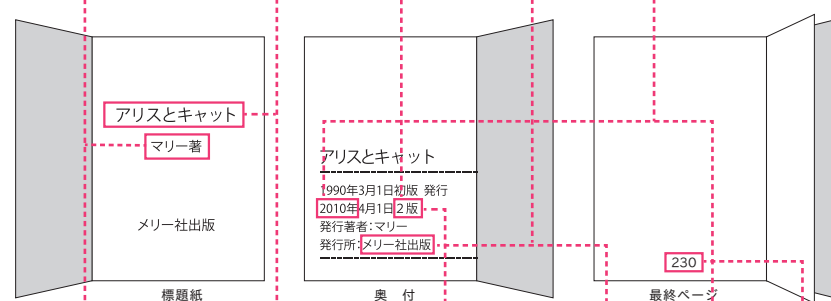 アリスとキャット
マリー著
メリー社出版
標題紙
アリスとキャット
1990年3月1日初版 発行
2010年4月1日2版
発行著者:マリー
発行所:メリー社出版
奥 付
230
最終ページ